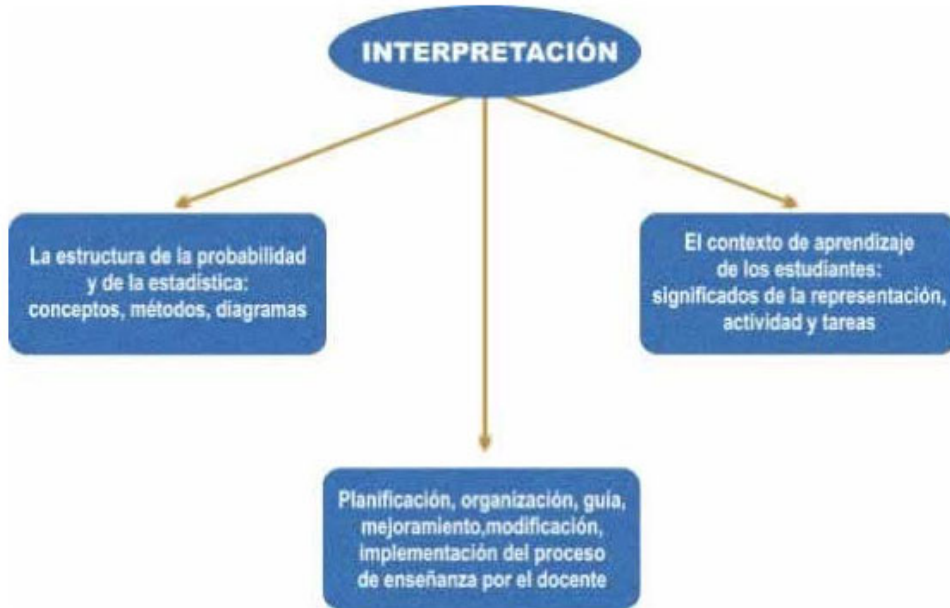 INTERPRETACIÓN
La estructura de la probabilidad
y de la estadística:
conceptos, métodos, diagramas
El contexto de aprendizaje
de los estudiantes:
significados de la representación,
actividad y tareas
Planificación, organización, guía,
mejoramiento,modificación,
implementación del proceso
de enseñanza por el docente